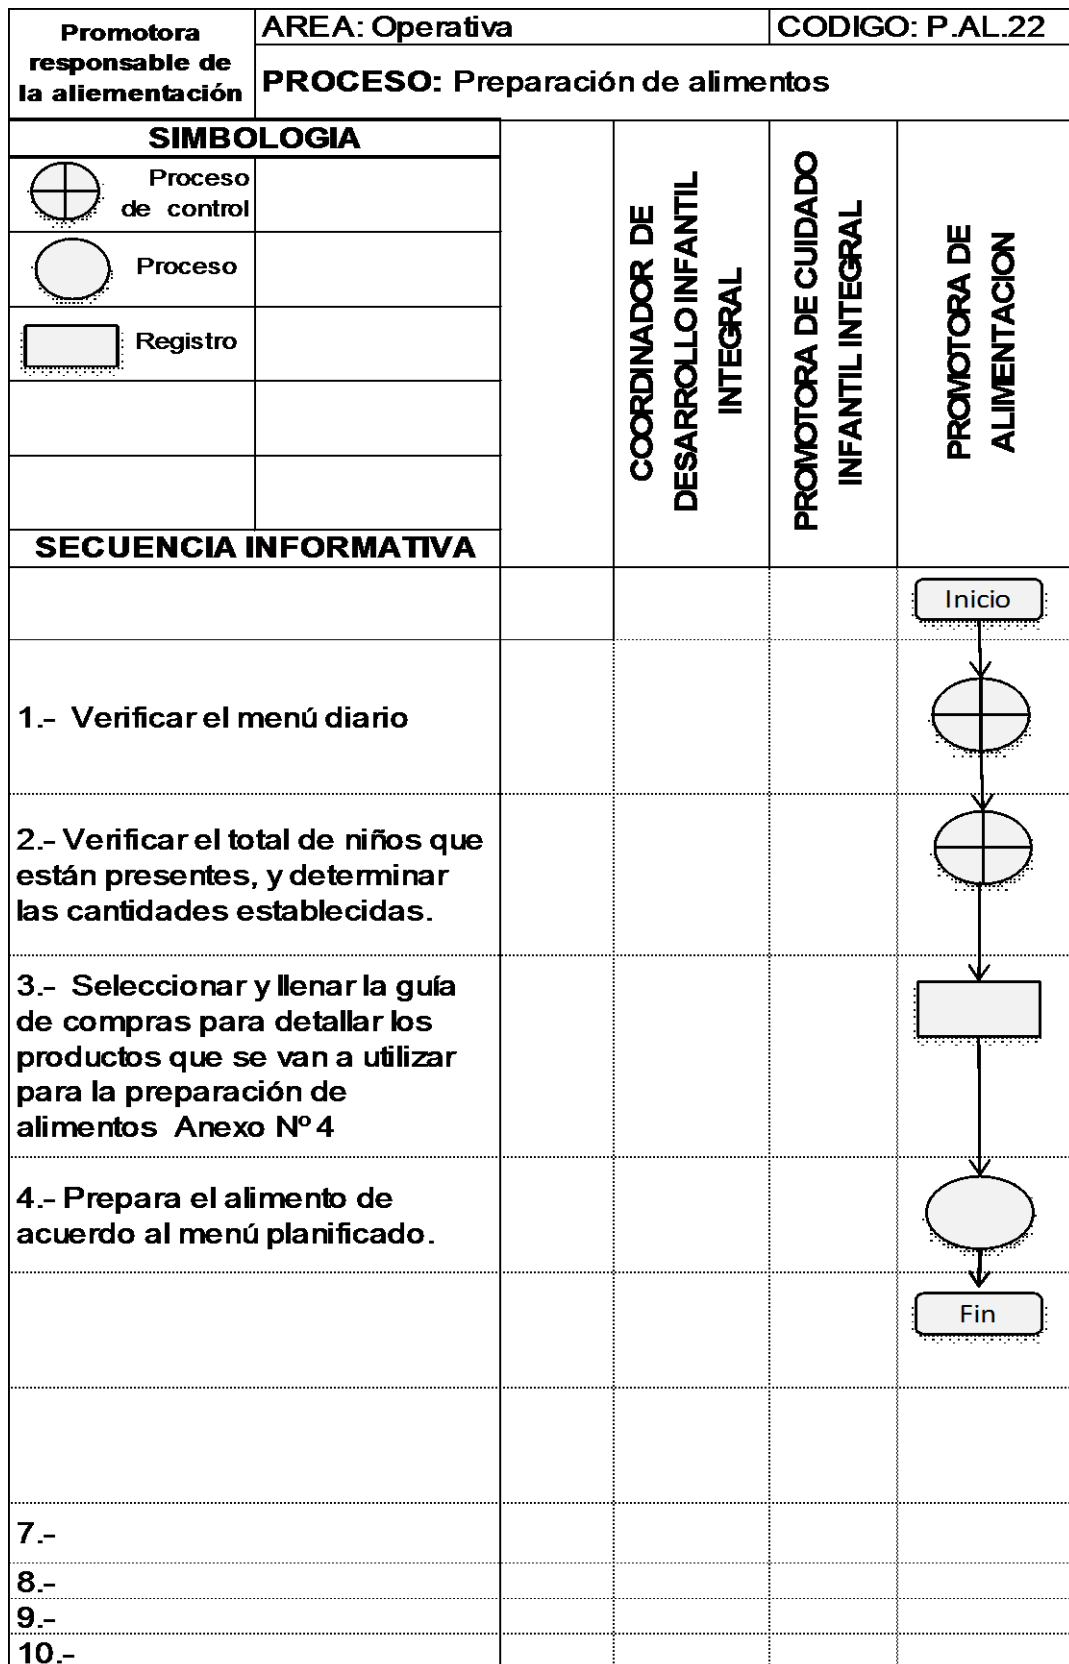 Promotora
responsable de
la aliementación
AREA: Operativa
CODIGO: P.AL.22
PROCESO: Preparación de alimentos
SIMBOLOGIA
Proceso
de control
Proceso
Registro
COORDINADOR DE
DESARROLLO INFANTIL
INTEGRAL
PROMOTORA DE CUIDADO
INFANTIL INTEGRAL
PROMOTORA DE
ALIMENTACION
SECUENCIA INFORMATIVA
Inicio
1.- Verificar el menú diario
2.- Verificar el total de niños que
están presentes, y determinar
las cantidades establecidas.
3.- Seleccionar y llenar la guía
de compras para detallar los
productos que se van a utilizar
para la preparación de
alimentos Anexo Nº 4
4.- Prepara el alimento de
acuerdo al menú planificado.
Fin
7.-
8.-
9.-
10.-